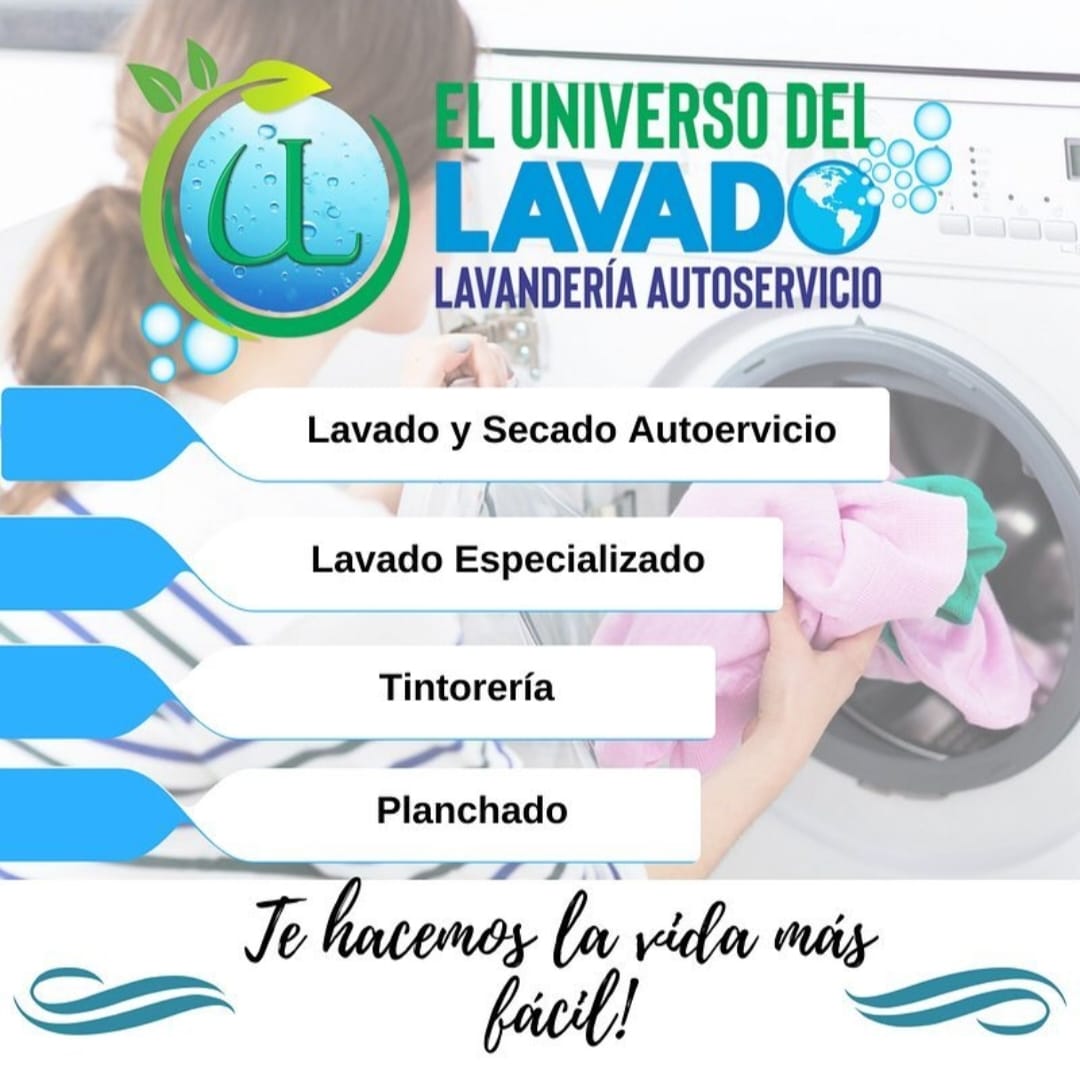 UL
EL UNIVERSO DEL
LAVADO
LAVANDERÍA AUTOSERVICIO
Lavado y Secado Autoervicio
Lavado Especializado
Tintorería
Planchado
Te hacemos la vida más
fácil!